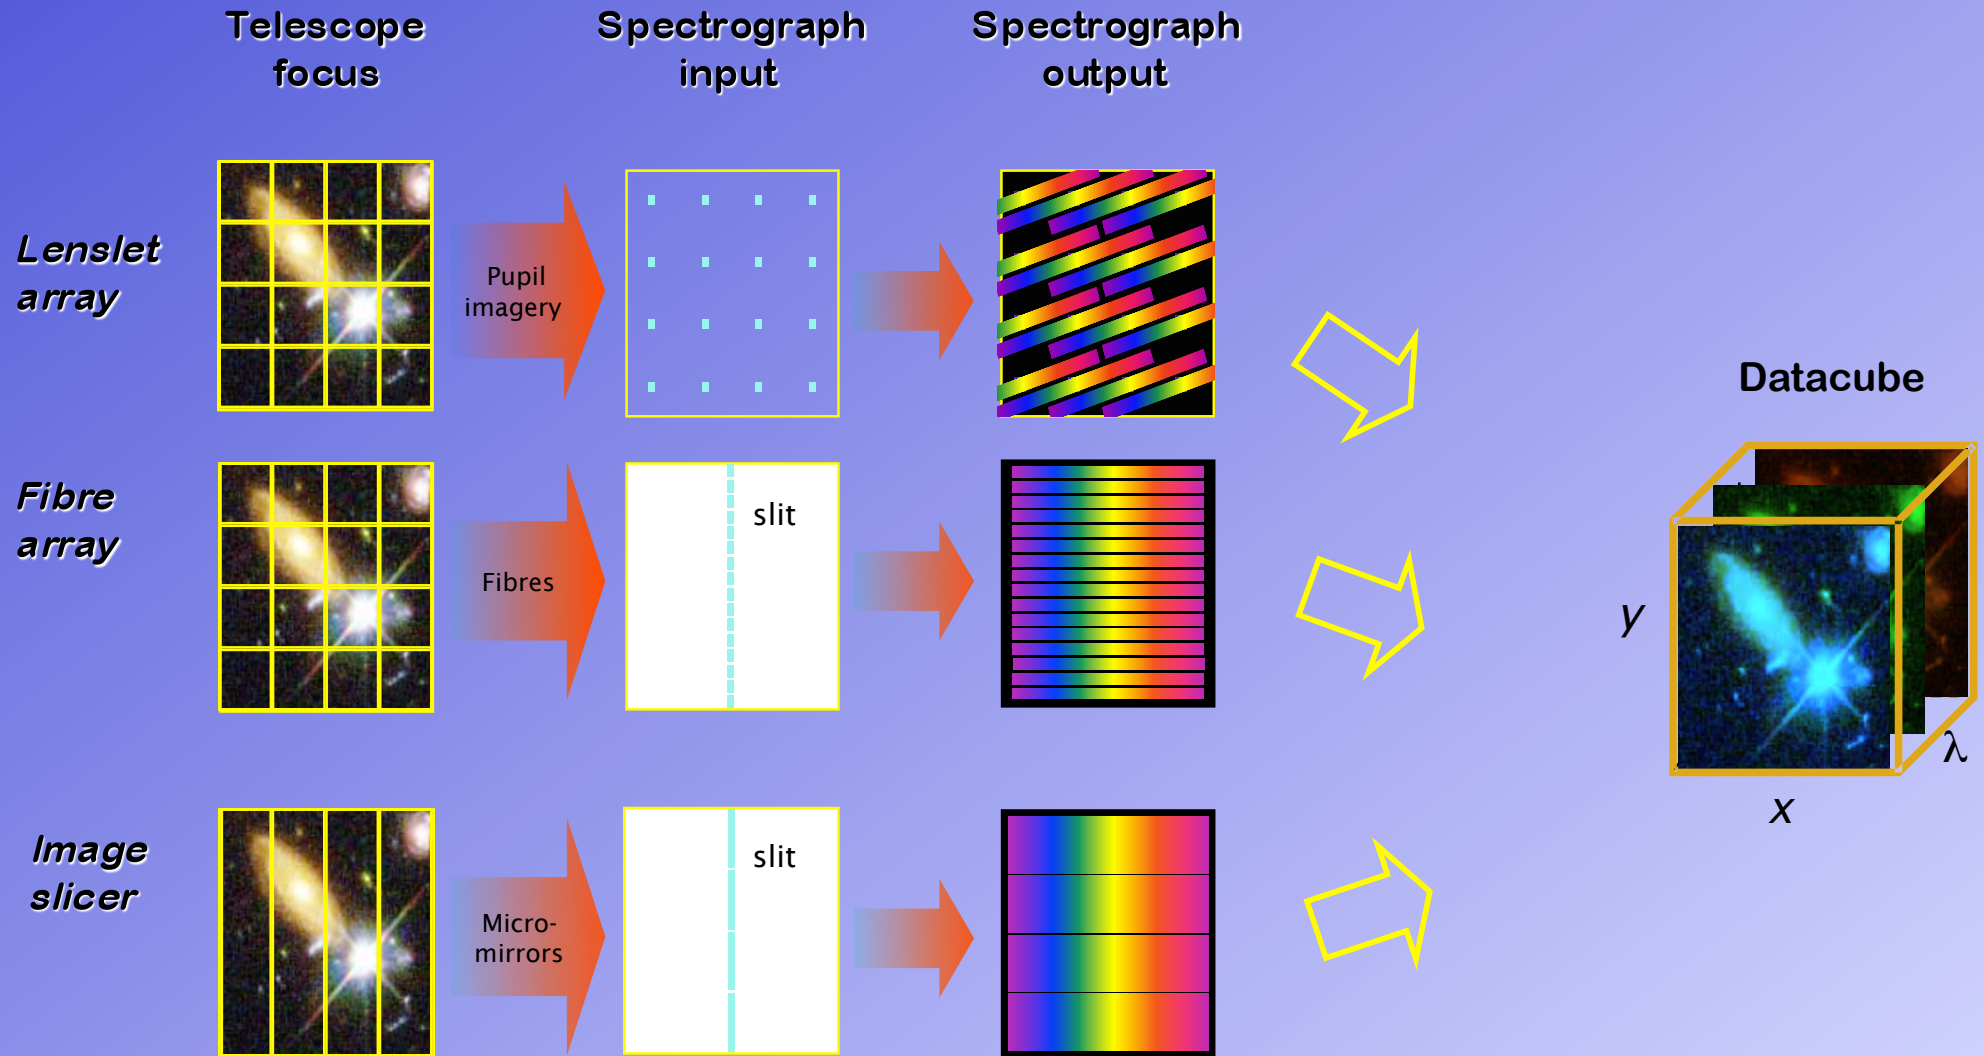 Telescope
focus
Spectrograph
input
Spectrograph
output
Lenslet
array
Pupil
imagery
Fibre
array
Fibres
slit
Image
slicer
Micro-
mirrors
slit
Datacube
y
λ
x